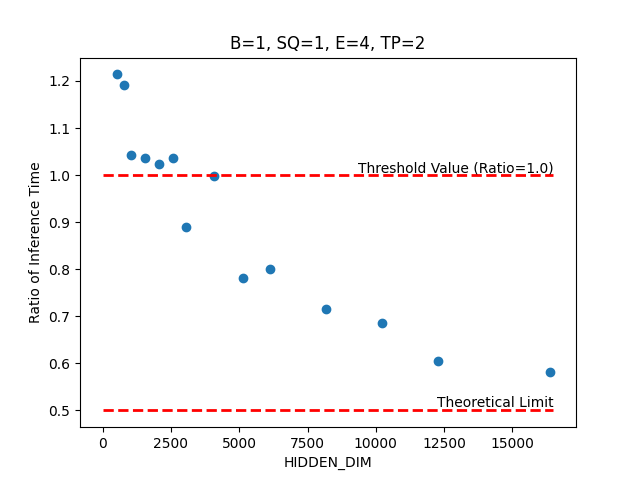 B=1, SQ=1, E=4, TP=2
Ratio of Inference Time
1.2
1.1
1.0
0.9
0.8
0.7
0.6
0.5
Threshold Value (Ratio=1.0)
Theoretical Limit
0 2500 5000 7500 10000 12500 15000
HIDDEN_DIM